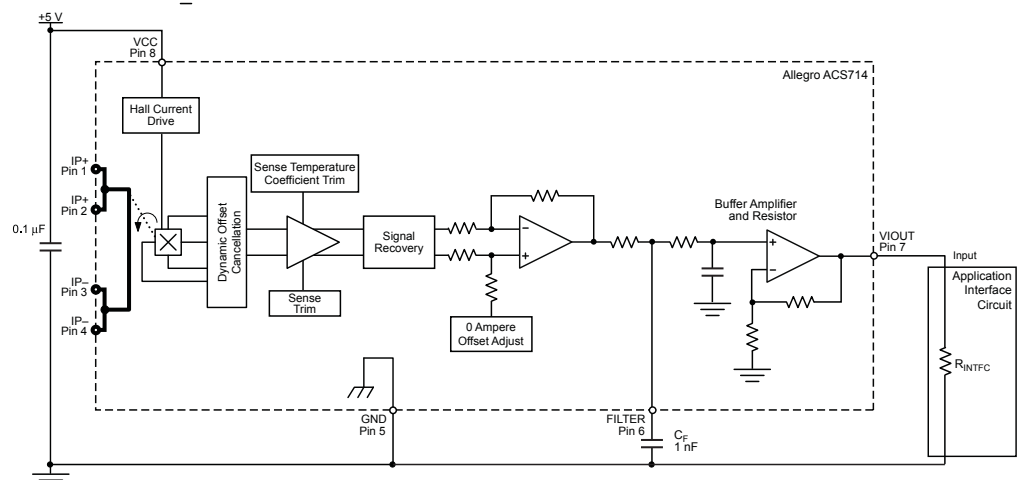 +5 V
VCC
Pin 8
Allegro ACS714
Hall Current
Drive
IP+
Pin 1
IP+
Pin 2
0.1 µF
IP–
Pin 3
IP–
Pin 4
Dynamic Offset
Cancellation
Sense Temperature
Coefficient Trim
Sense
Trim
Signal
Recovery
–
+
0 Ampere
Offset Adjust
Buffer Amplifier
and Resistor
+
–
VIOUT
Pin 7
Input
Application
Interface
Circuit
RINTFC
GND
Pin 5
FILTER
Pin 6
CF
1 nF